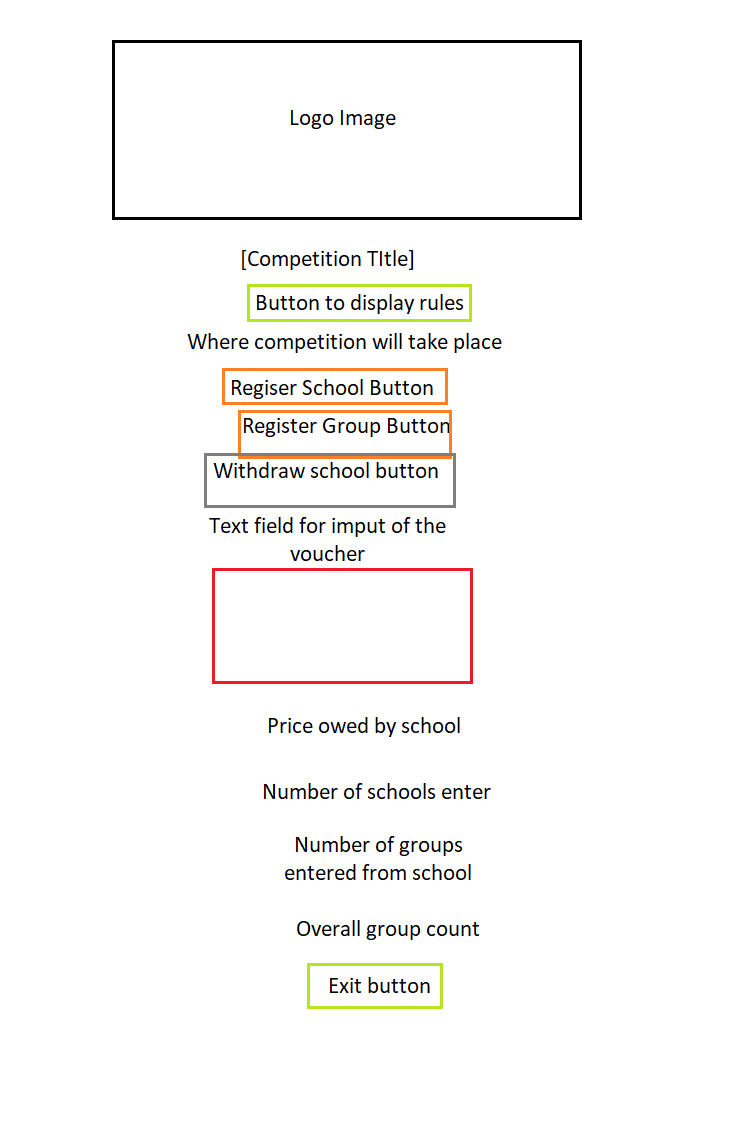 Logo Image
[Competition TItle]
Button to display rules
Where competition will take place
Regiser School Button
Register Group Button
Withdraw school button
Text field for imput of the
voucher
Price owed by school
Number of schools enter
Number of groups
entered from school
Overall group count
Exit button